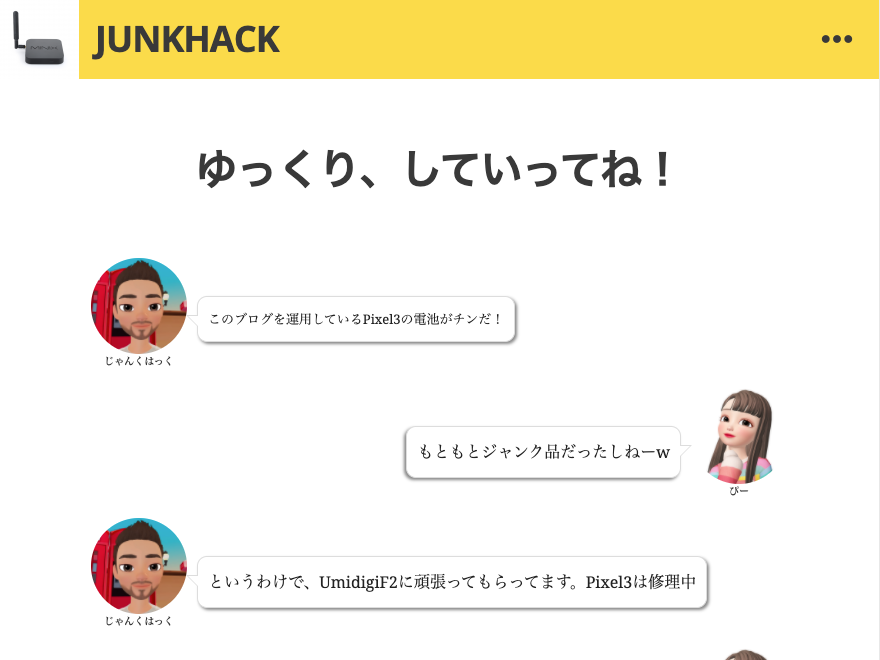 JUNKHACK
ゆっくり、していってね！
このブログを運用しているPixel3の電池がチンだ！
じゃんくはっく
もともとジャンク品だったしねーw
ぴー
というわけで、UmidigiF2に頑張ってもらってます。Pixel3は修理中
じゃんくはっく